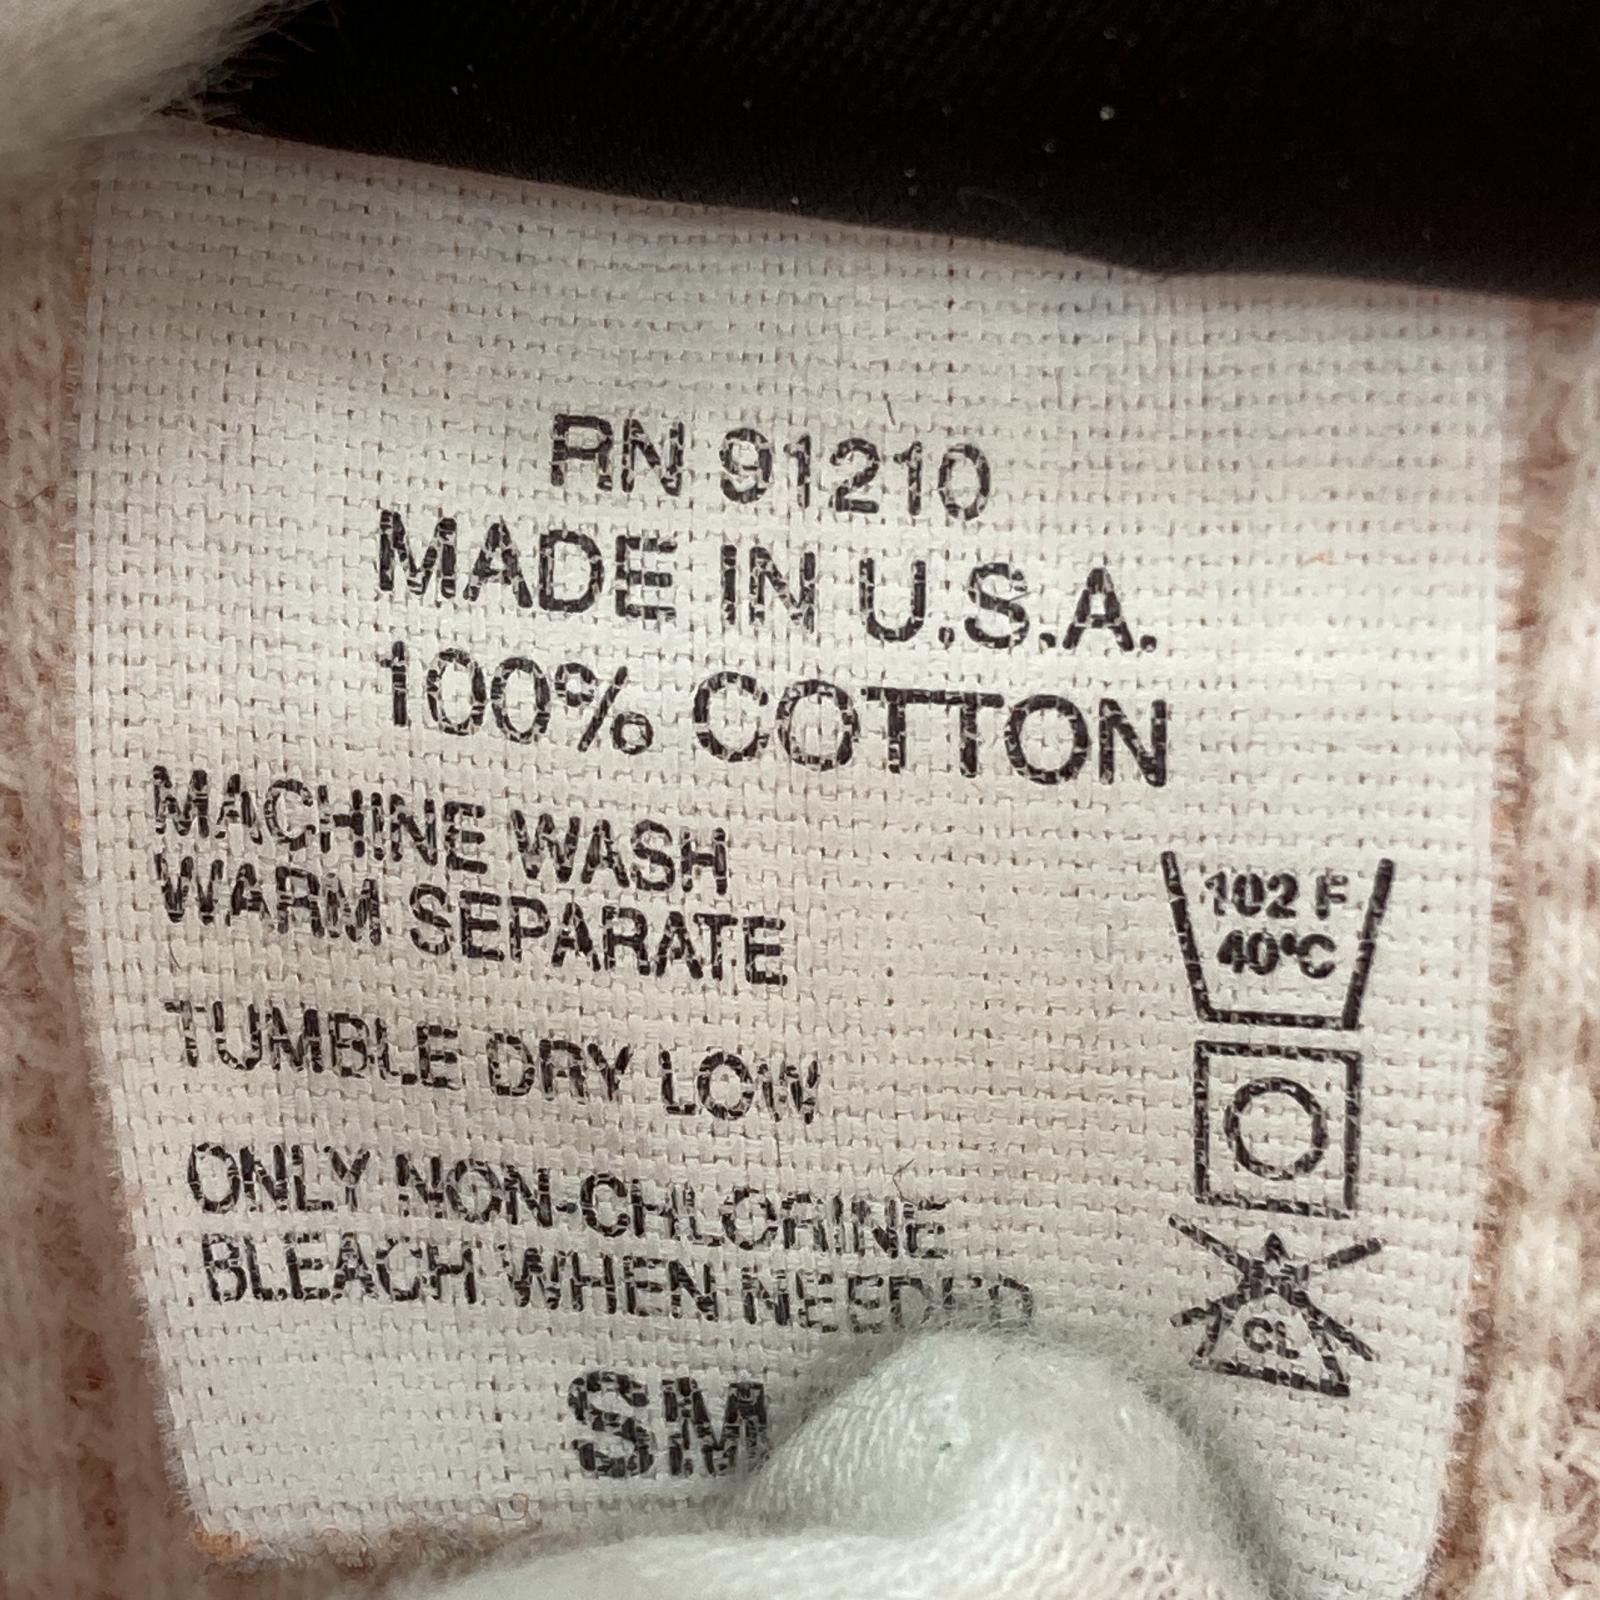 RN 91210
MADE IN U.S.A.
100% COTTON
MACHINE WASH
WARM SEPARATE
TUMBLE DRY LOW
ONLY NON-CHLORINE
BLEACH WHEN NEEDED
SM
102 F
40°C
CL